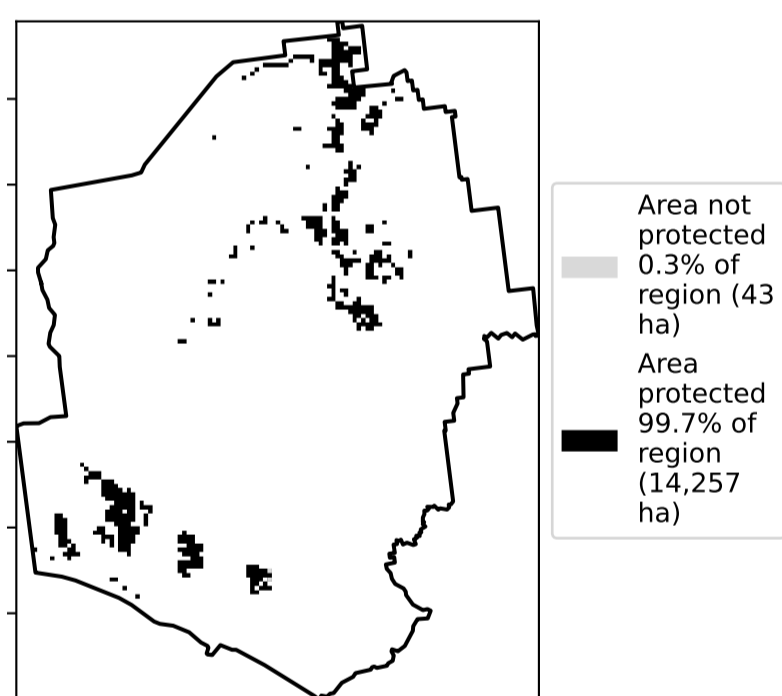 Area not
protected
0.3% of
region (43
ha)
Area
protected
99.7% of
region
(14,257
ha)